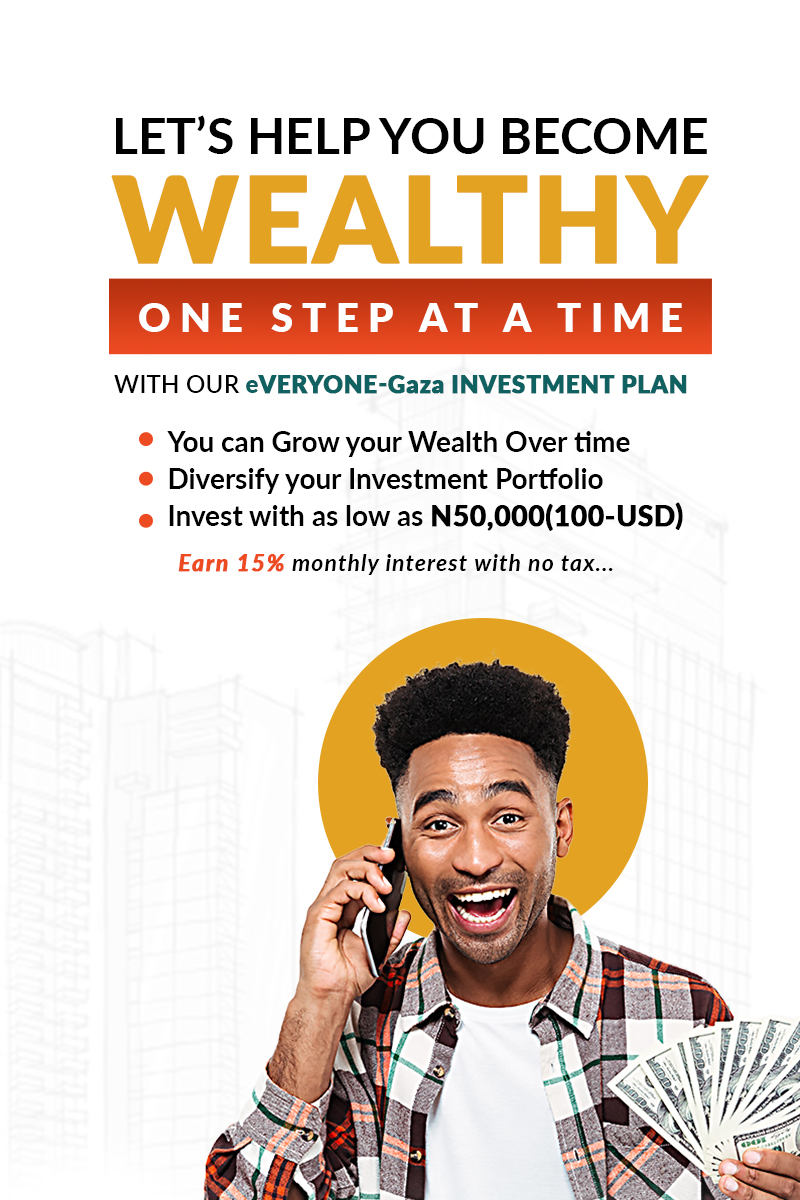 LET'S HELP YOU BECOME
WEALTHY
ONE STEP AT A TIME
WITH OUR eVERYONE-Gaza INVESTMENT PLAN
• You can Grow your Wealth Over time
• Diversify your Investment Portfolio
• Invest with as low as N50,000(100-USD)
Earn 15% monthly interest with no tax...